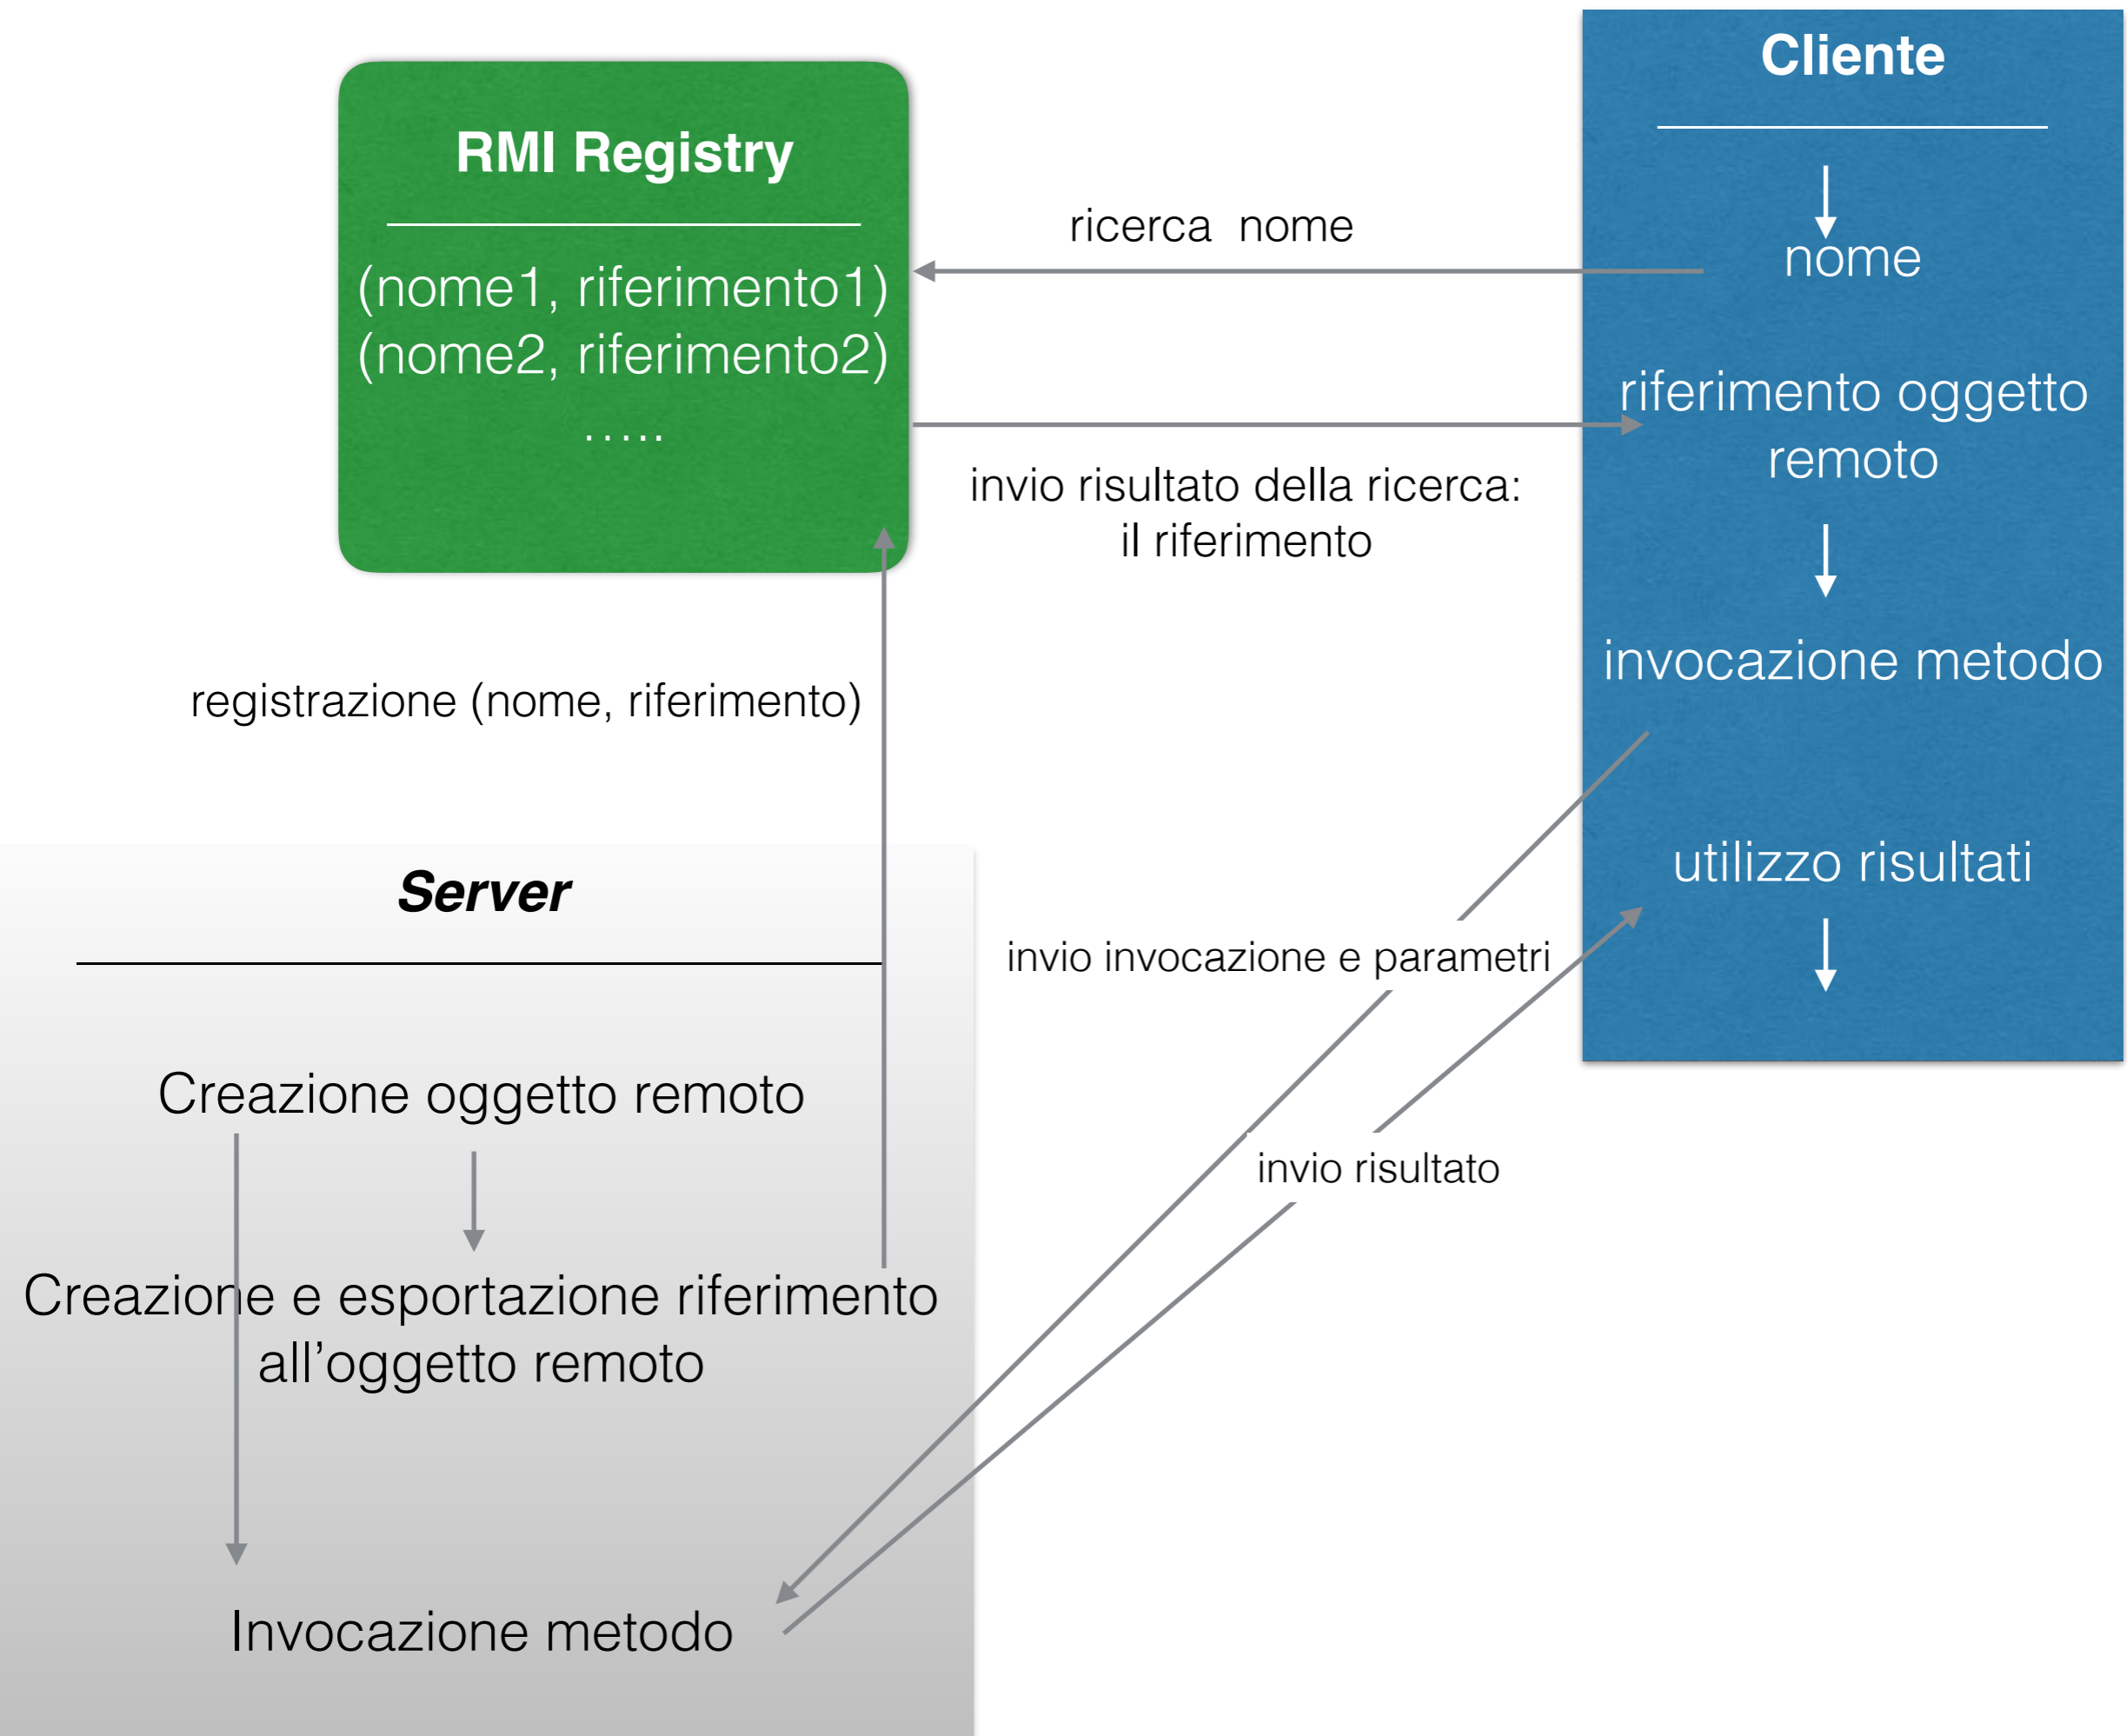 RMI Registry
(nome1, riferimento1)
(nome2, riferimento2)
…..
ricerca nome
invio risultato della ricerca:
il riferimento
Cliente
nome
riferimento oggetto
remoto
invocazione metodo
utilizzo risultati
registrazione (nome, riferimento)
invio invocazione e parametri
invio risultato
Server
Creazione oggetto remoto
Creazione e esportazione riferimento
all’oggetto remoto
Invocazione metodo